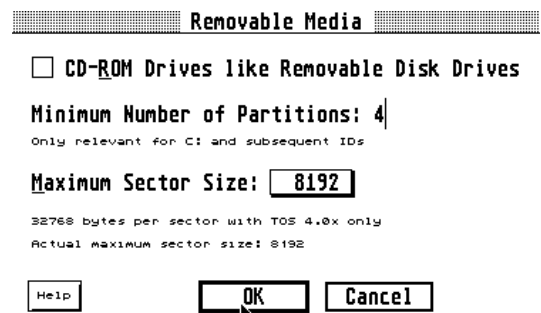 Removable Media
CD-ROM Drives like Removable Disk Drives
Minimum Number of Partitions: 4
Only relevant for C: and subsequent IDs
Maximum Sector Size: 8192
32768 bytes per sector with TOS 4.0x only
Actual maximum sector size: 8192
Help OK Cancel